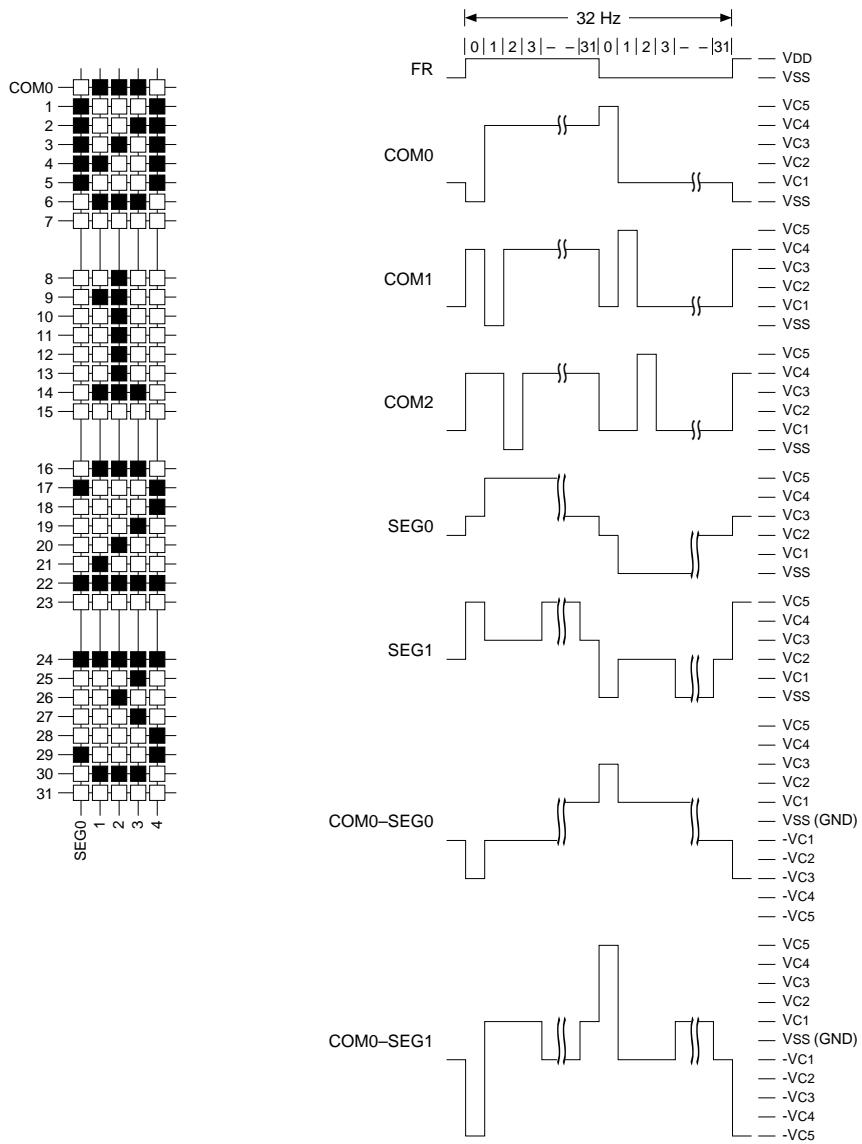 32 Hz
0 1 2 3 – – 31 0 1 2 3 – – 31
FR
VDD
VSS
COM0
1
2
3
4
5
6
7
8
9
10
11
12
13
14
15
16
17
18
19
20
21
22
23
24
25
26
27
28
29
30
31
SEG0
1
2
3
4
COM0
VC5
VC4
VC3
VC2
VC1
VSS
COM1
VC5
VC4
VC3
VC2
VC1
VSS
COM2
VC5
VC4
VC3
VC2
VC1
VSS
SEG0
VC5
VC4
VC3
VC2
VC1
VSS
SEG1
VC5
VC4
VC3
VC2
VC1
VSS
COM0–SEG0
VC5
VC4
VC3
VC2
VC1
VSS (GND)
-VC1
-VC2
-VC3
-VC4
-VC5
COM0–SEG1
VC5
VC4
VC3
VC2
VC1
VSS (GND)
-VC1
-VC2
-VC3
-VC4
-VC5